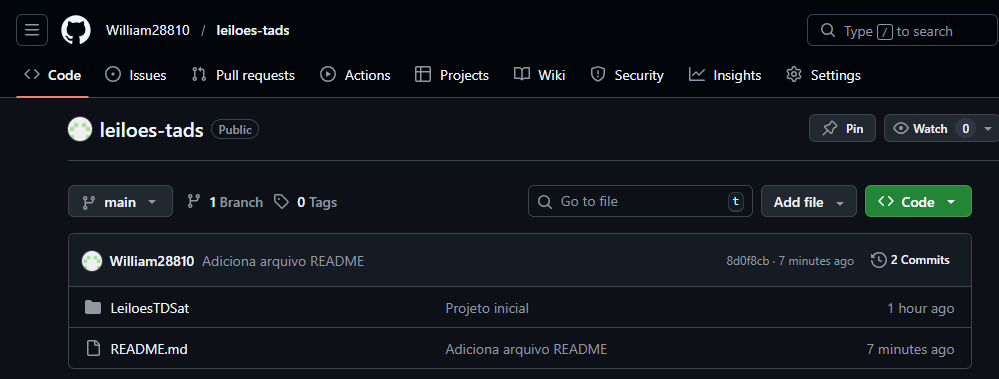 William28810 / leiloes-tads Type / to search
Code Issues Pull requests Actions Projects Wiki Security Insights Settings
leiloes-tads Public Pin Watch 0
main 1 Branch 0 Tags Go to file t Add file Code
William28810 Adiciona arquivo README 8d0f8cb · 7 minutes ago 2 Commits
LeiloesTDSat Projeto inicial 1 hour ago
README.md Adiciona arquivo README 7 minutes ago